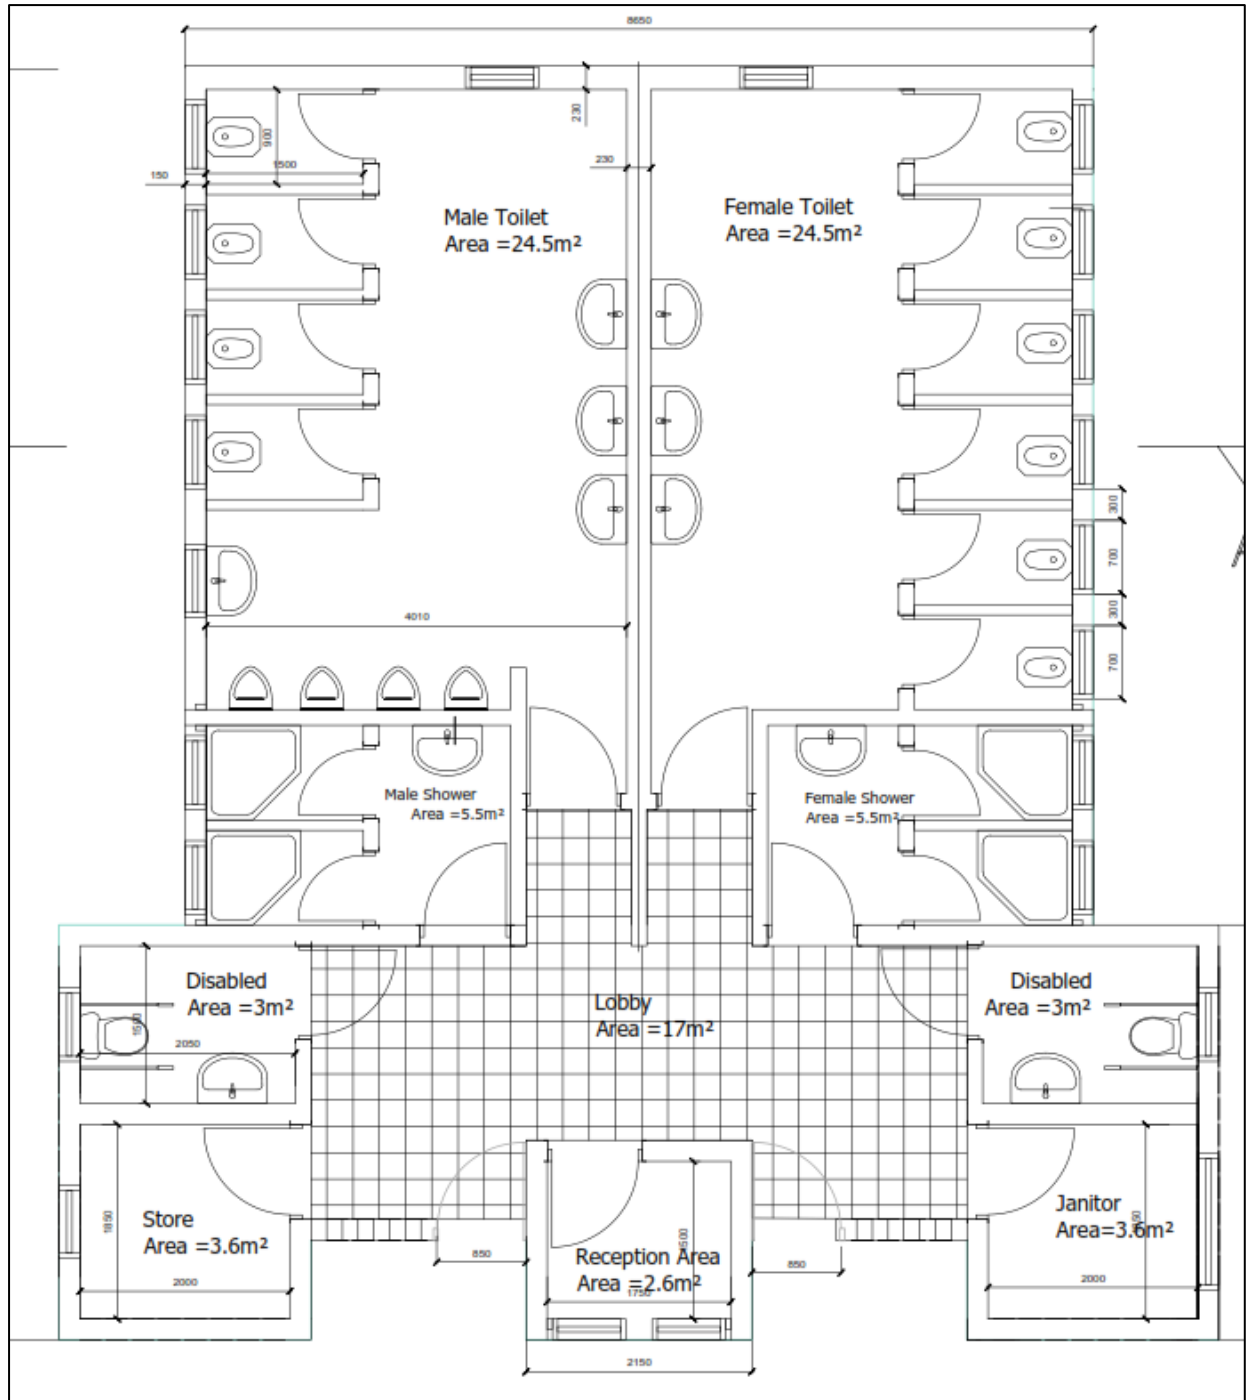 8650
230
900
1500
150
230
Male Toilet
Area =24.5m²
Female Toilet
Area =24.5m²
300
700
300
700
4010
Male Shower
Area =5.5m²
Female Shower
Area =5.5m²
Disabled
Area =3m²
1500
2050
Lobby
Area =17m²
Disabled
Area =3m²
Store
Area =3.6m²
1850
2000
850
Reception Area
Area =2.6m²
1500
1750
850
Janitor
Area=3.6m²
2000
2150